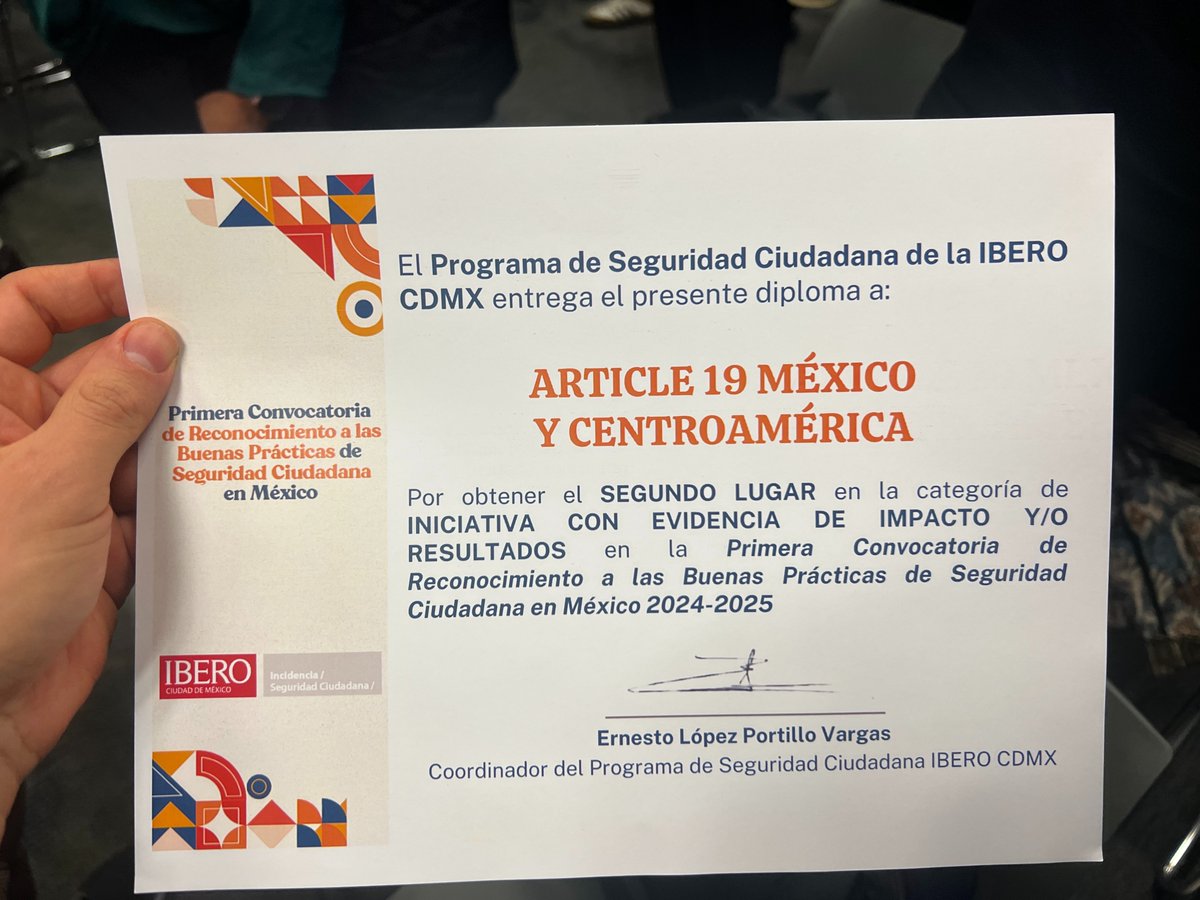 El Programa de Seguridad Ciudadana de la IBERO
CDMX entrega el presente diploma a:
ARTICLE 19 MÉXICO
Y CENTROAMÉRICA
Por obtener el SEGUNDO LUGAR en la categoría de
INICIATIVA CON EVIDENCIA DE IMPACTO Y/O
RESULTADOS en la Primera Convocatoria de
Reconocimiento a las Buenas Prácticas de Seguridad
Ciudadana en México 2024-2025
Ernesto López Portillo Vargas
Coordinador del Programa de Seguridad Ciudadana IBERO CDMX
Primera Convocatoria
de Reconocimiento a las
Buenas Prácticas de
Seguridad Ciudadana
en México
IBERO
CIUDAD DE MÉXICO
Incidencia /
Seguridad Ciudadana /